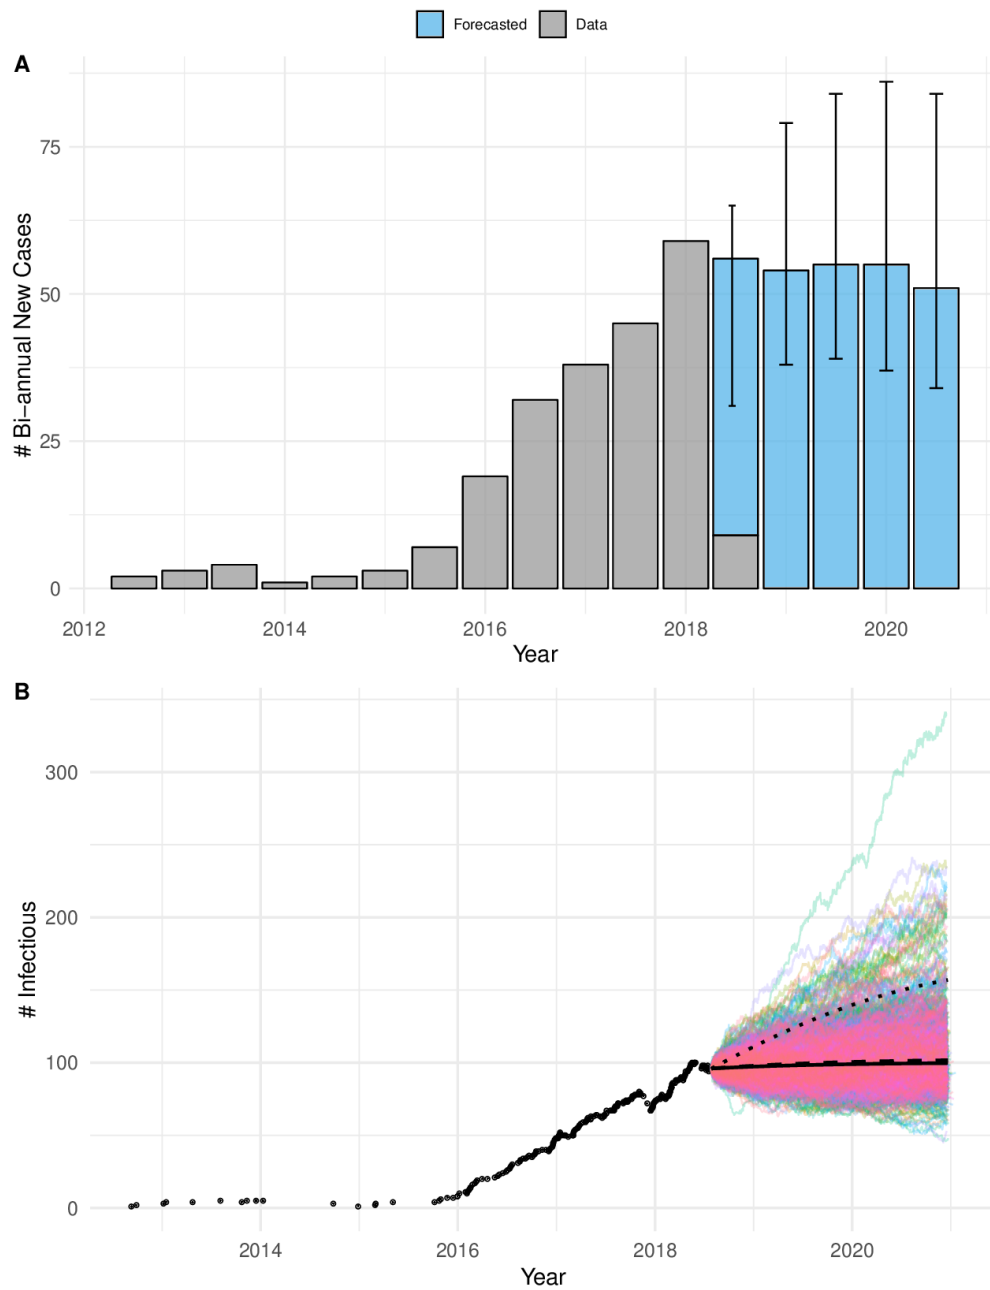 Forecasted Data
A
# Bi−annual New Cases
75
50
25
0
2012 2014 2016 2018 2020
Year
B
# Infectious
300
200
100
0
2014 2016 2018 2020
Year